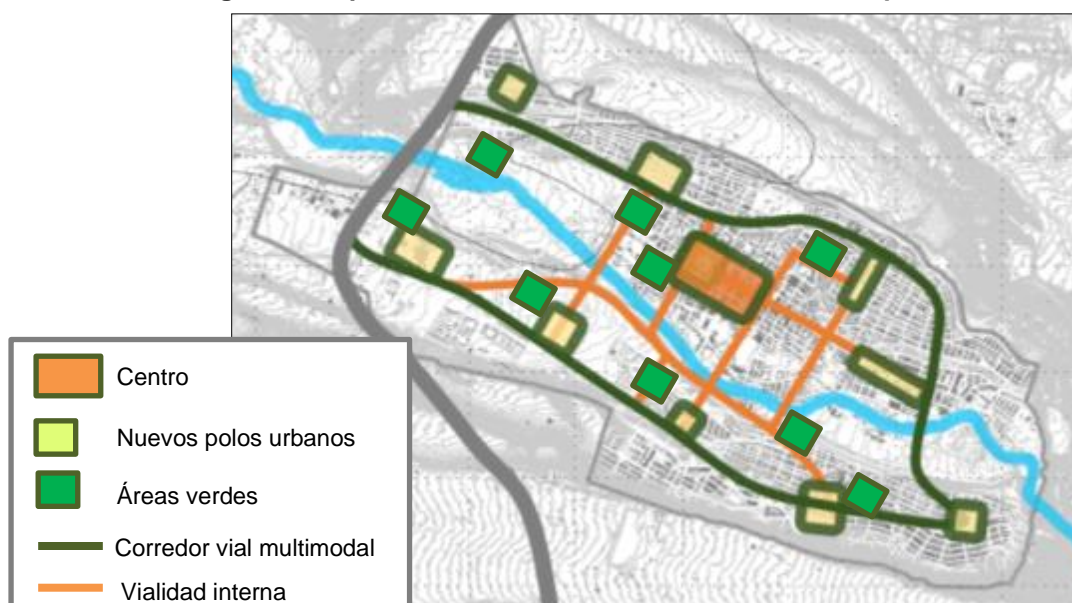 Centro
Nuevos polos urbanos
Áreas verdes
Corredor vial multimodal
Vialidad interna